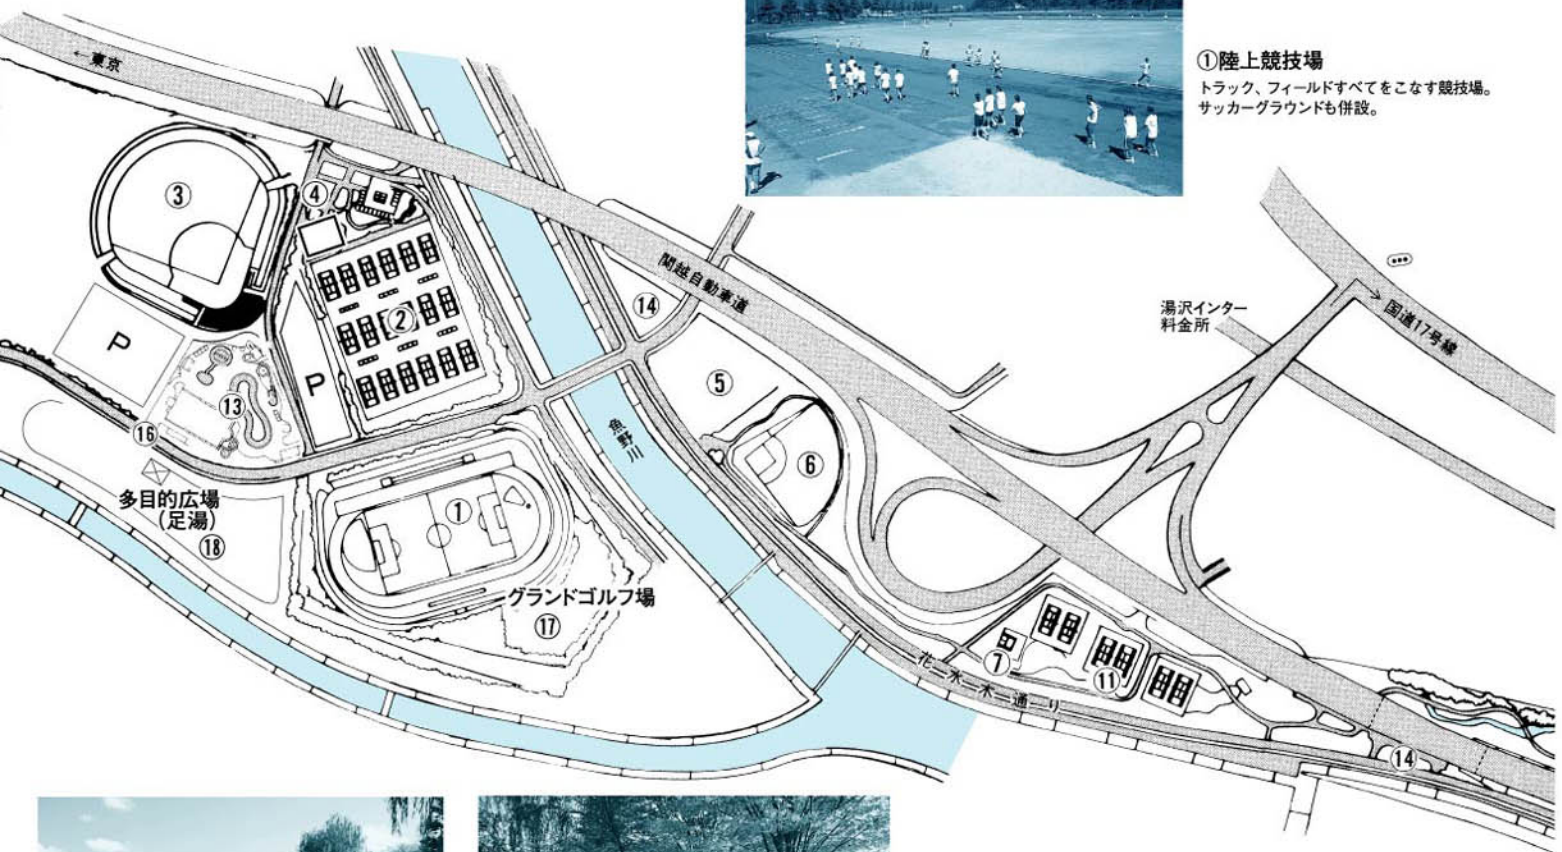 ←東京
①陸上競技場
トラック、フィールドすべてをこなす競技場。
サッカーグラウンドも併設。
③
④
②
P
P
⑬
⑯
多目的広場
(足湯)
⑱
①
グランドゴルフ場
⑰
魚野川
関越自動車道
⑭
⑤
⑥
湯沢インター
料金所
国道17号線
⑦
⑪
花水木通り
⑭